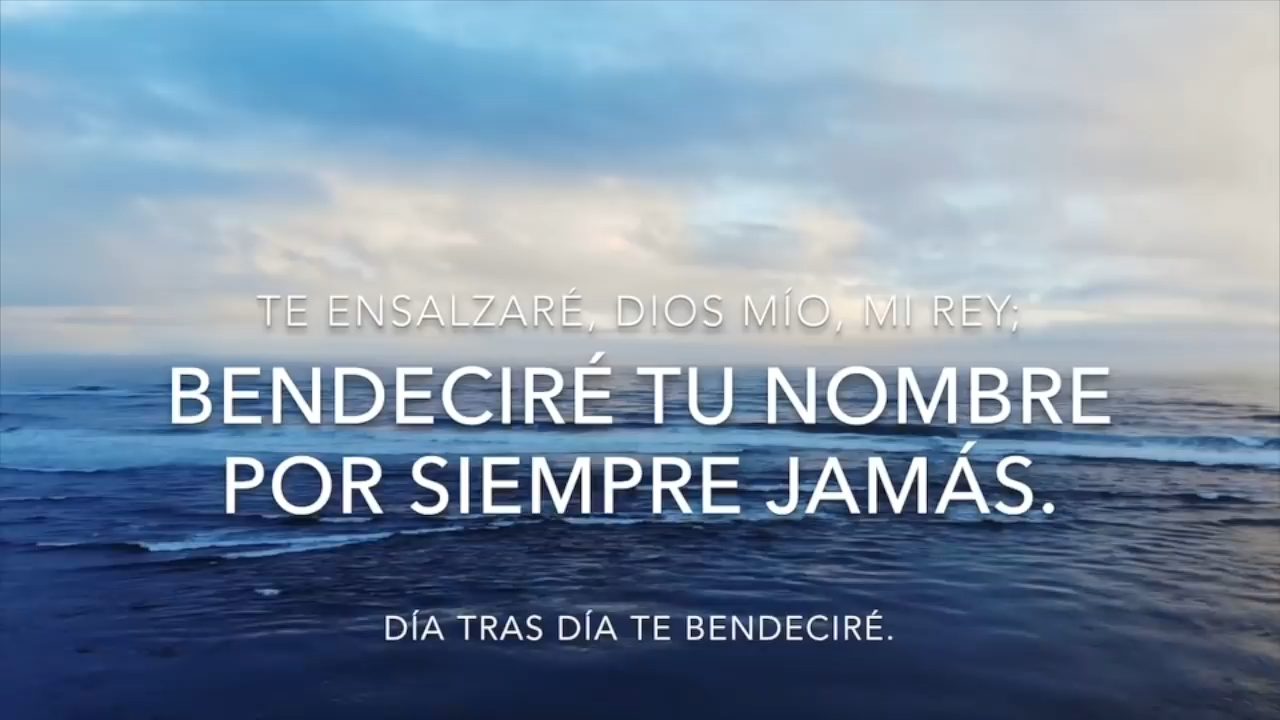 TE ENSALZARÉ, DIOS MÍO, MI REY;
BENDECIRÉ TU NOMBRE
POR SIEMPRE JAMÁS.
DÍA TRAS DÍA TE BENDECIRÉ.